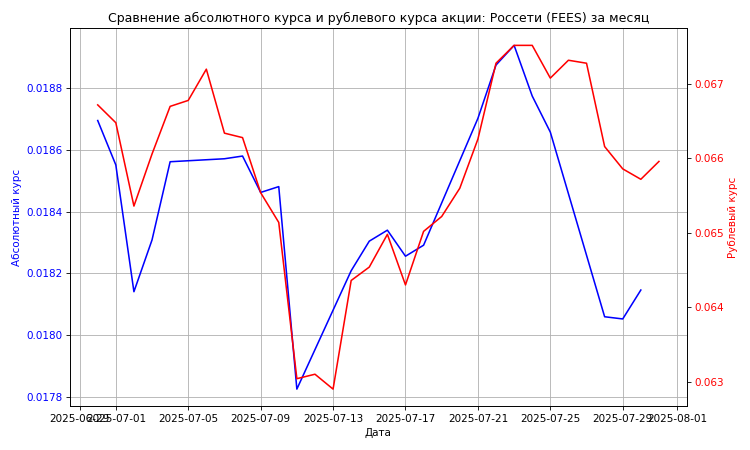 Сравнение абсолютного курса и рублевого курса акции: Россети (FEES) за месяц
Абсолютный курс
0.0188
0.0186
0.0184
0.0182
0.0180
0.0178
0.067
0.066
0.065
0.064
0.063
Рублевый курс
2025-06-29 2025-07-01 2025-07-05 2025-07-09 2025-07-13 2025-07-17 2025-07-21 2025-07-25 2025-07-29 2025-08-01
Дата